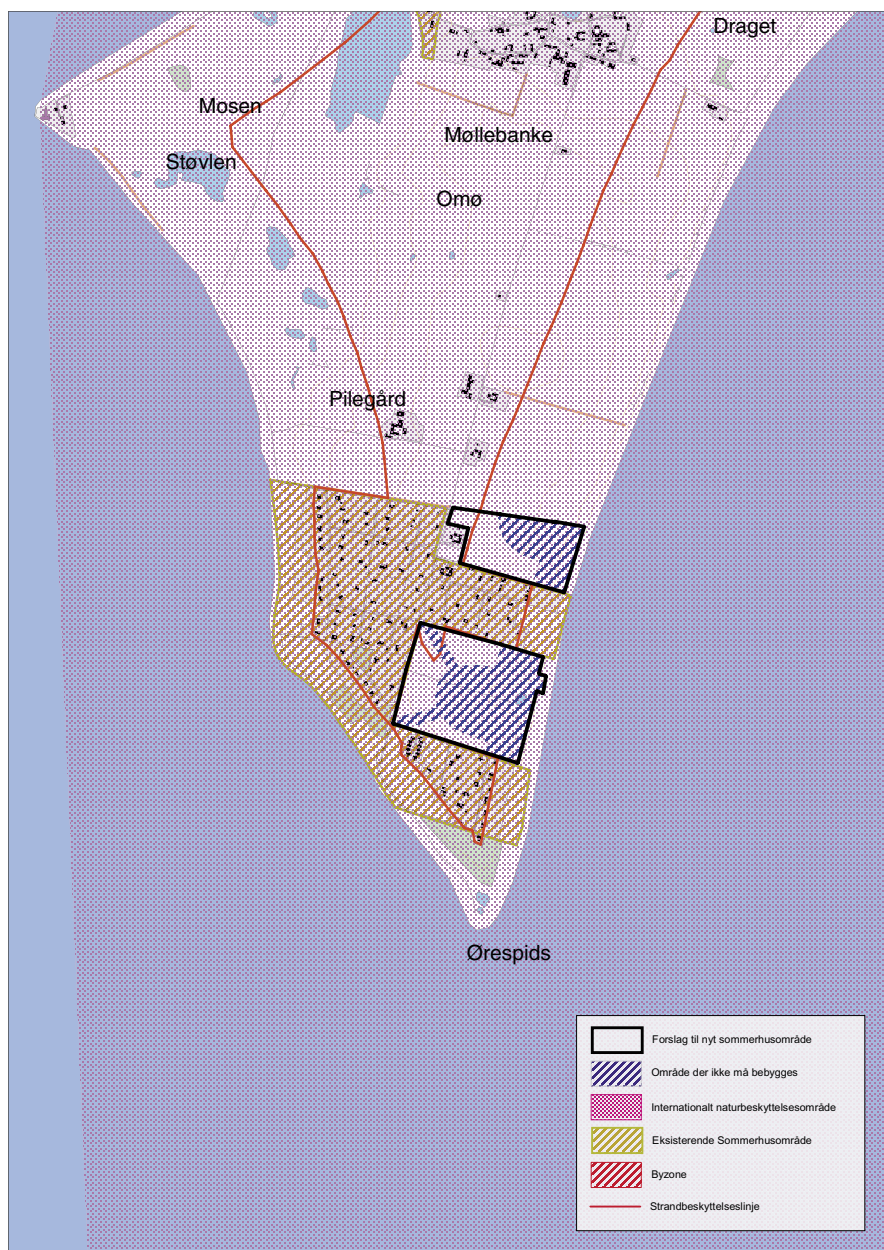 Draget
Mosen
Møllebanke
Støvlen
Omø
Pilegård
Ørespids
Forslag til nyt sommerhusområde
Område der ikke må bebygges
Internationalt naturbeskyttelsesområde
Eksisterende Sommerhusområde
Byzone
Strandbeskyttelseslinje